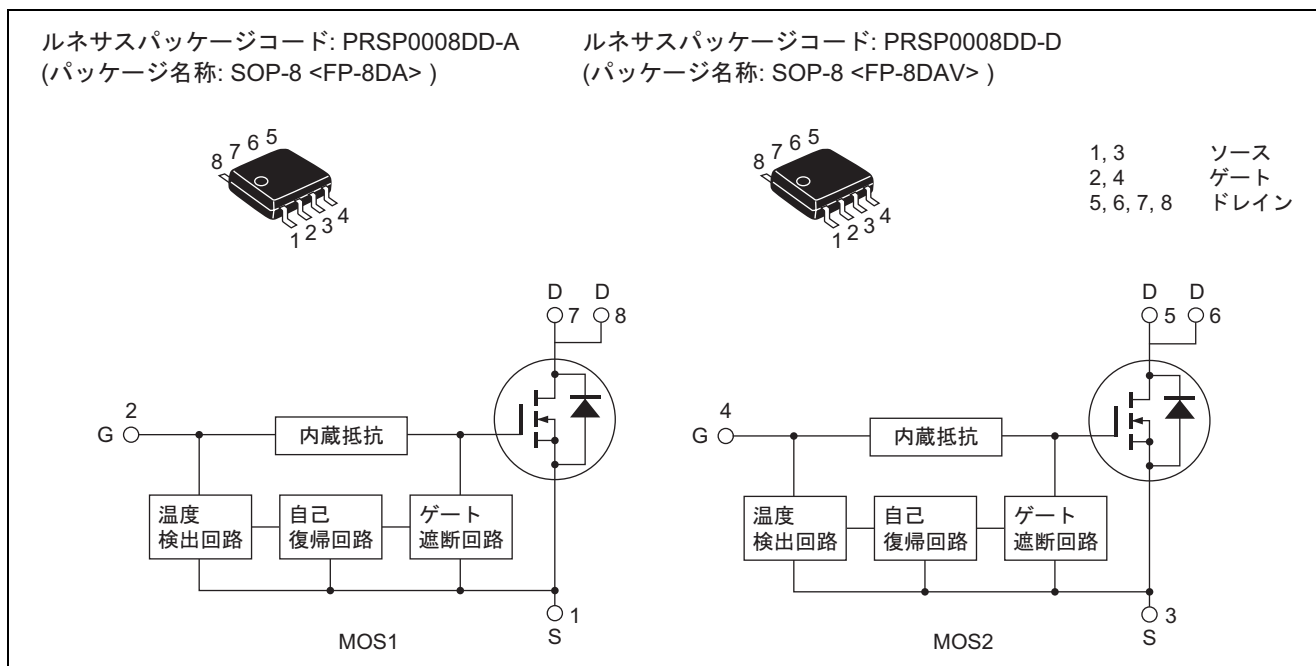 ルネサスパッケージコード: PRSP0008DD-A
(パッケージ名称: SOP-8 <FP-8DA> )
ルネサスパッケージコード: PRSP0008DD-D
(パッケージ名称: SOP-8 <FP-8DAV> )
8 7 6 5
1 2 3 4
8 7 6 5
1 2 3 4
1, 3 ソース
2, 4 ゲート
5, 6, 7, 8 ドレイン
D D
7 8
2
G
内蔵抵抗
温度
検出回路
自己
復帰回路
ゲート
遮断回路
1
S
MOS1
D D
5 6
4
G
内蔵抵抗
温度
検出回路
自己
復帰回路
ゲート
遮断回路
3
S
MOS2